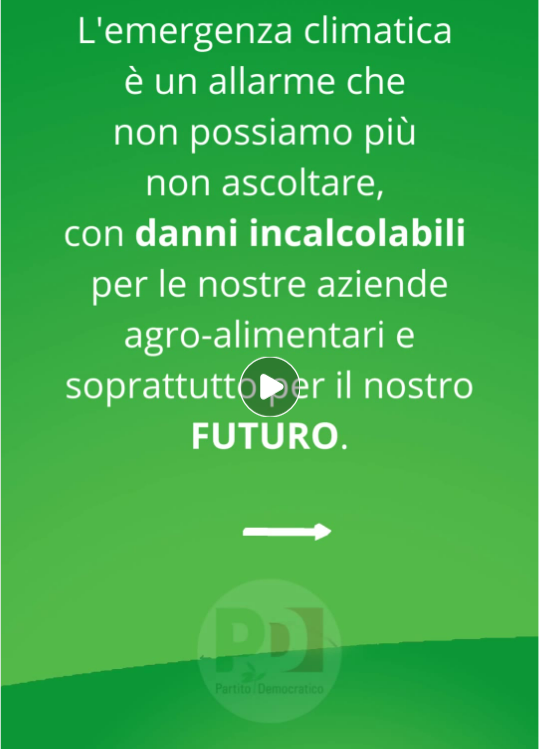 L'emergenza climatica
è un allarme che
non possiamo più
non ascoltare,
con danni incalcolabili
per le nostre aziende
agro-alimentari e
soprattutto per il nostro
FUTURO.
PD
Partito Democratico